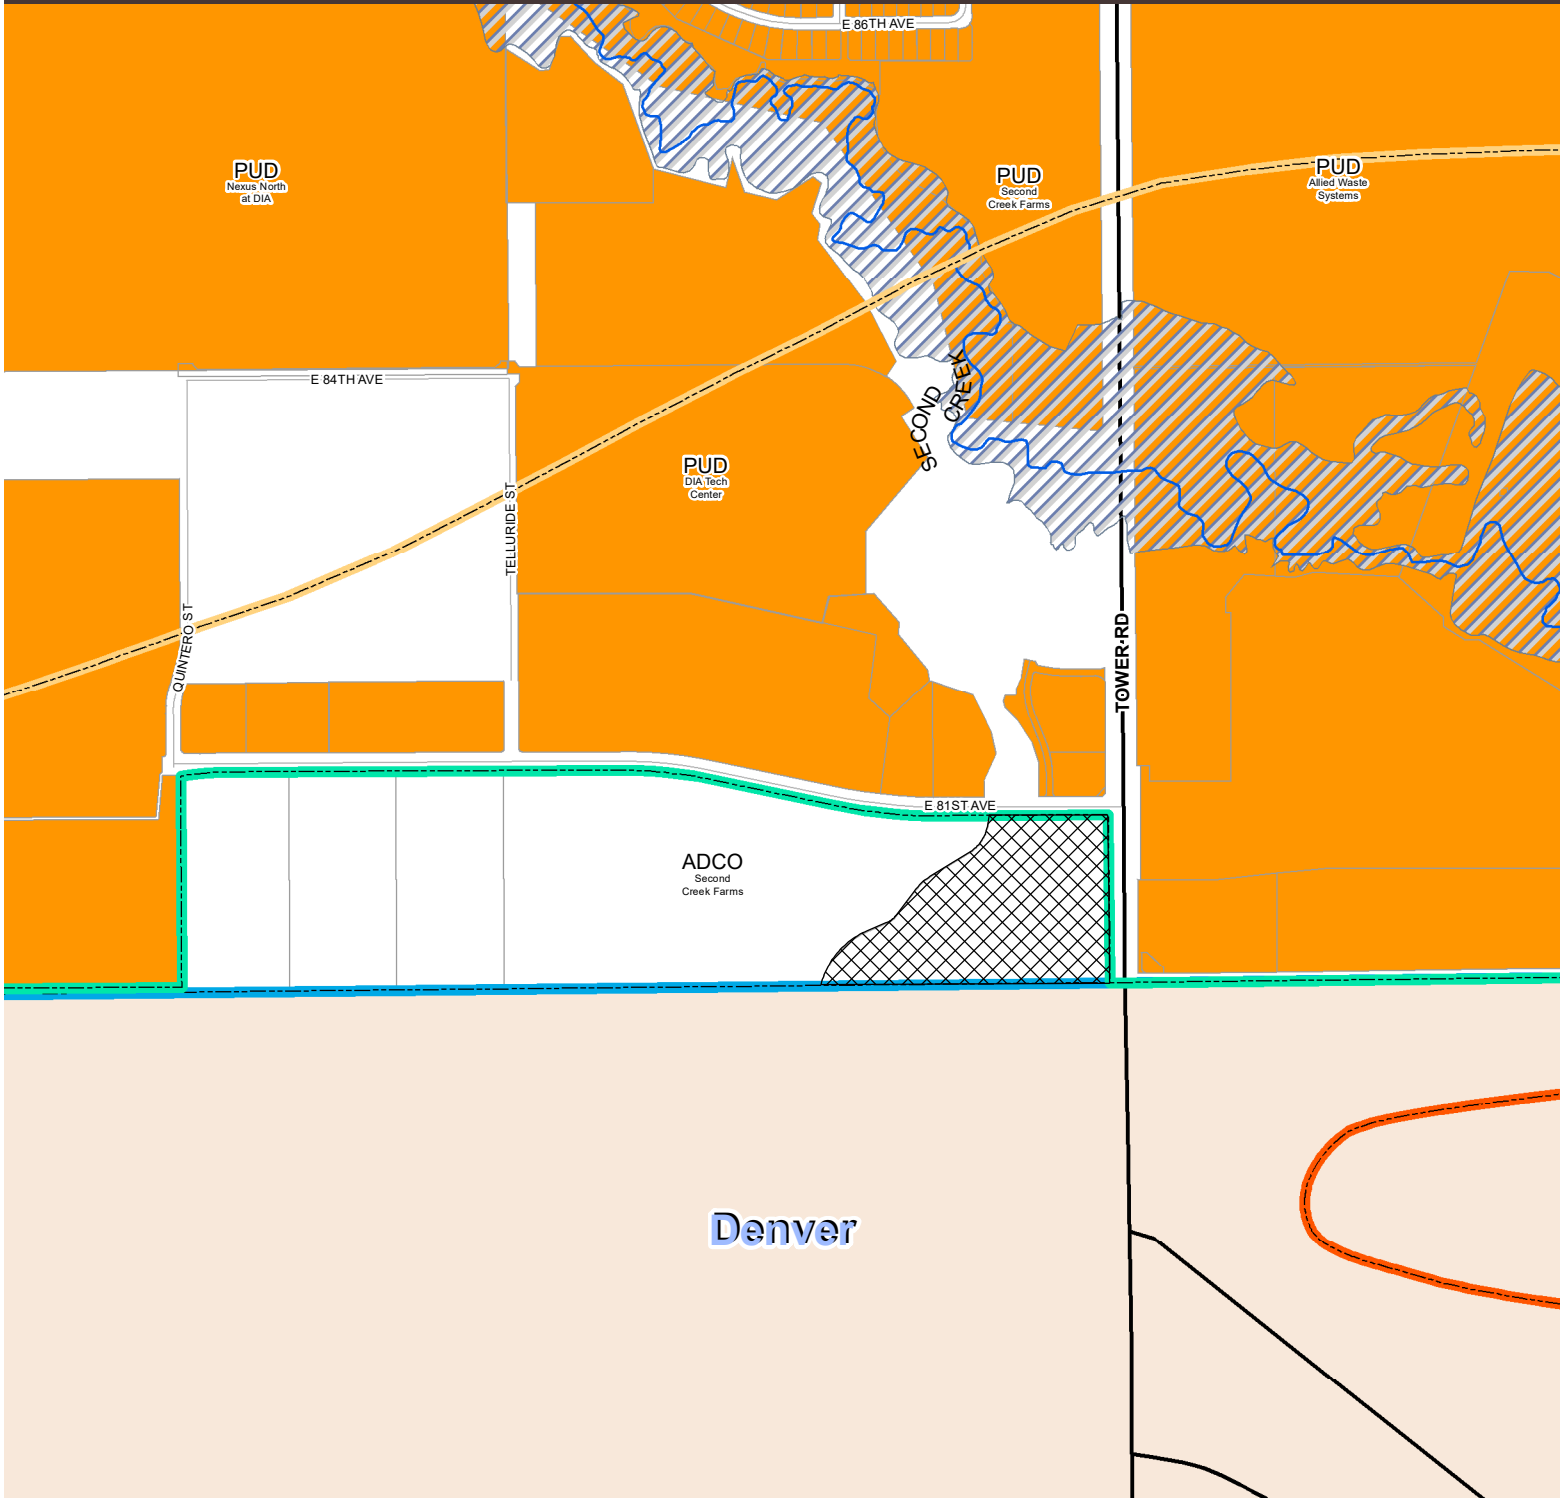 E 86TH AVE
PUD
Nexus North
at DIA
PUD
Second
Creek Farms
PUD
Allied Waste
Systems
E 84TH AVE
SECOND
CREEK
PUD
DIA Tech
Center
TELLURIDE ST
QUINTERO ST
TOWER RD
E 81ST AVE
ADCO
Second
Creek Farms
Denver